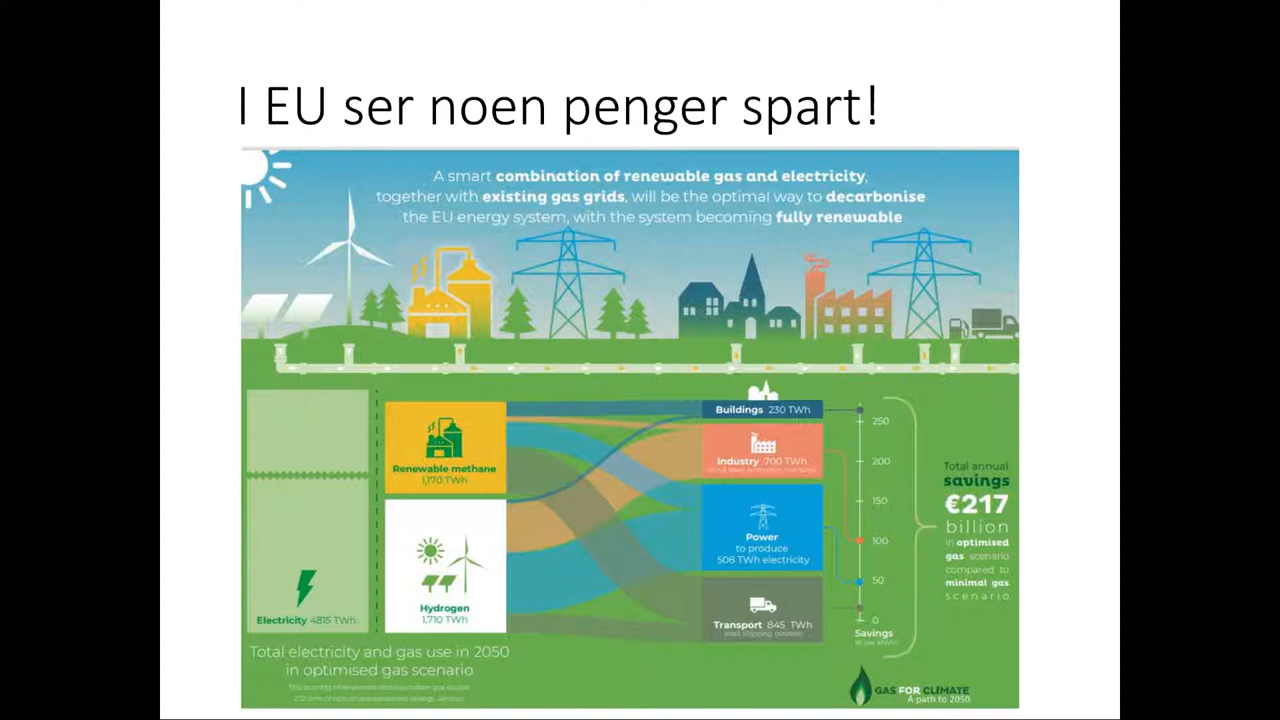 I EU ser noen penger spart!
A smart combination of renewable gas and electricity,
together with existing gas grids, will be the optimal way to decarbonise
the EU energy system, with the system becoming fully renewable
Electricity 4815 TWh
Renewable methane
1,170 TWh
Hydrogen
1,710 TWh
Buildings 230 TWh
Industry 700 TWh
Power
to produce
508 TWh electricity
Transport 845 TWh
road, shipping, aviation
250
200
150
100
50
0
Savings
Total annual
savings
€217
billion
in optimised
gas scenario
compared to
minimal gas
scenario
Total electricity and gas use in 2050
in optimised gas scenario
GAS FOR CLIMATE
A path to 2050